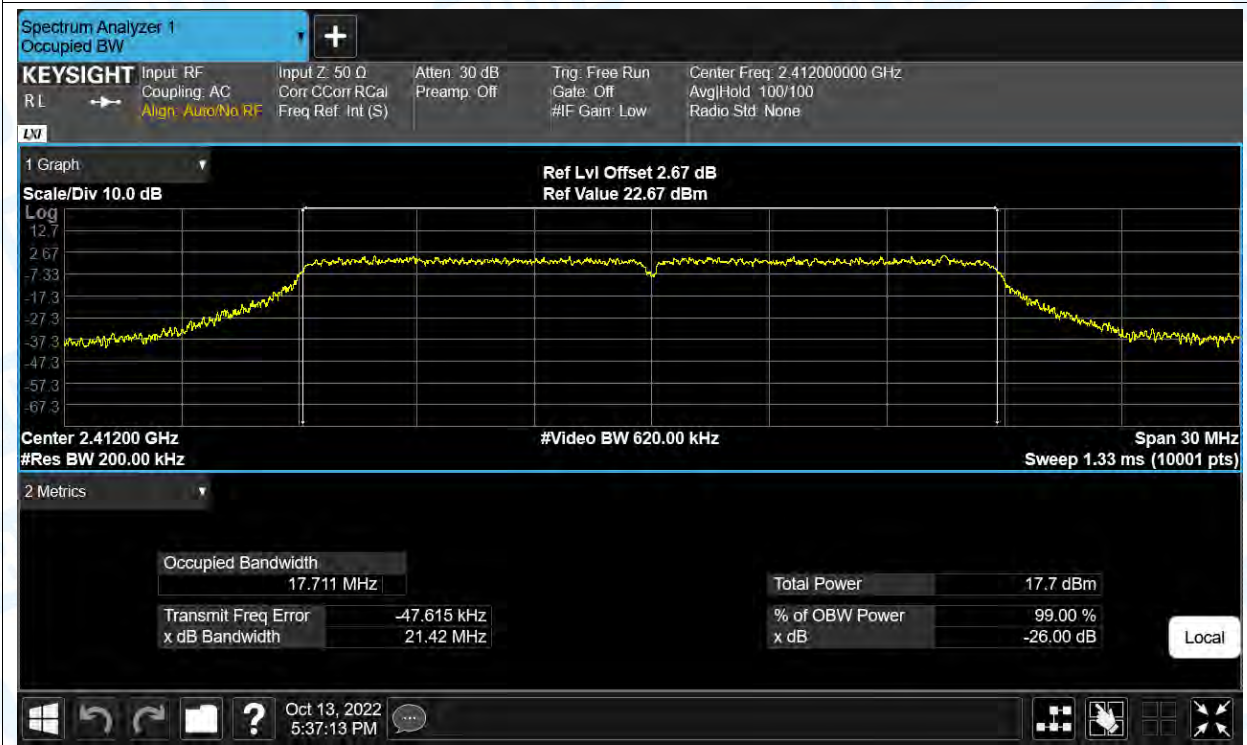 Spectrum Analyzer 1
Occupied BW
KEYSIGHT
R L
LXI
Input: RF
Coupling: AC
Align: Auto/No RF
Input Z: 50 Ω
Corr CCorr RCal
Freq Ref: Int (S)
Atten: 30 dB
Preamp: Off
Trig: Free Run
Gate: Off
#IF Gain: Low
Center Freq: 2.412000000 GHz
Avg|Hold: 100/100
Radio Std: None
1 Graph
Scale/Div 10.0 dB
Ref Lvl Offset 2.67 dB
Ref Value 22.67 dBm
Log
12.7
2.67
-7.33
-17.3
-27.3
-37.3
-47.3
-57.3
-67.3
Center 2.41200 GHz
#Res BW 200.00 kHz
#Video BW 620.00 kHz
Span 30 MHz
Sweep 1.33 ms (10001 pts)
2 Metrics
Occupied Bandwidth
17.711 MHz
Transmit Freq Error -47.615 kHz
x dB Bandwidth 21.42 MHz
Total Power 17.7 dBm
% of OBW Power 99.00 %
x dB -26.00 dB
Local
?
Oct 13, 2022
5:37:13 PM